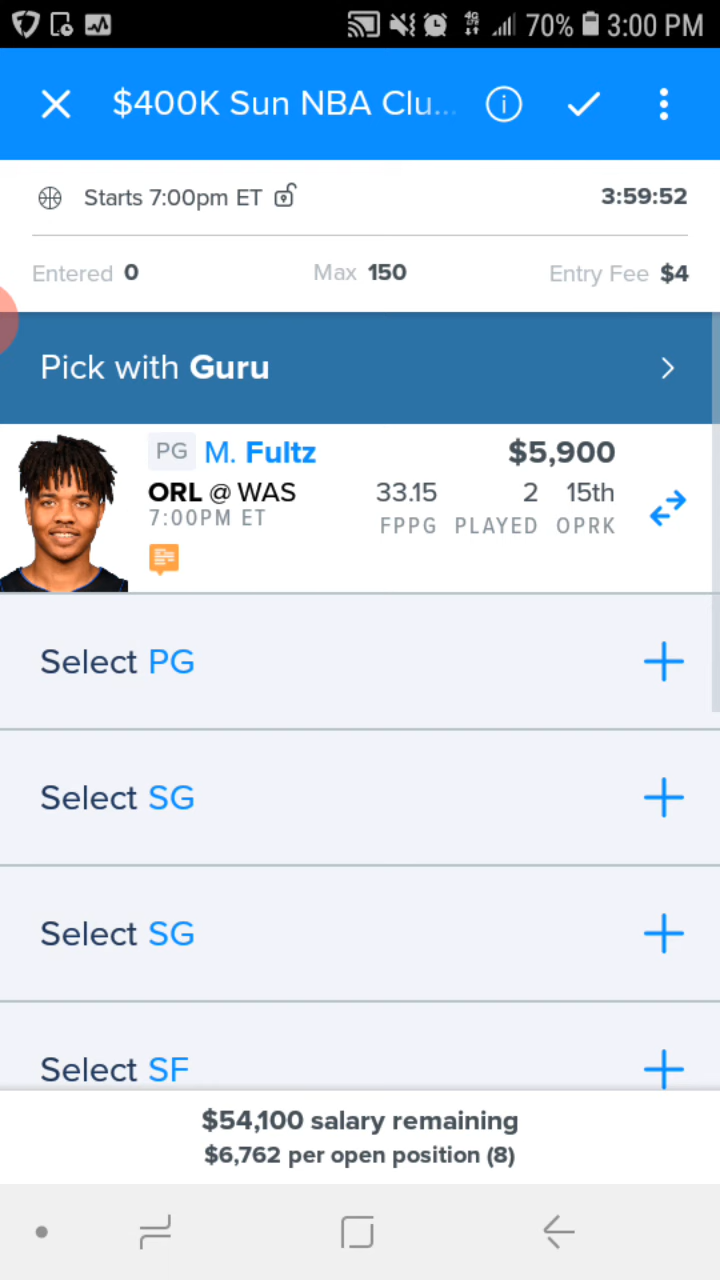 70% 3:00 PM
$400K Sun NBA Clu...
Starts 7:00pm ET 3:59:52
Entered 0 Max 150 Entry Fee $4
Pick with Guru
PG M. Fultz $5,900
ORL @ WAS 33.15 2 15th
7:00PM ET FPPG PLAYED OPRK
Select PG
Select SG
Select SG
Select SF
$54,100 salary remaining
$6,762 per open position (8)